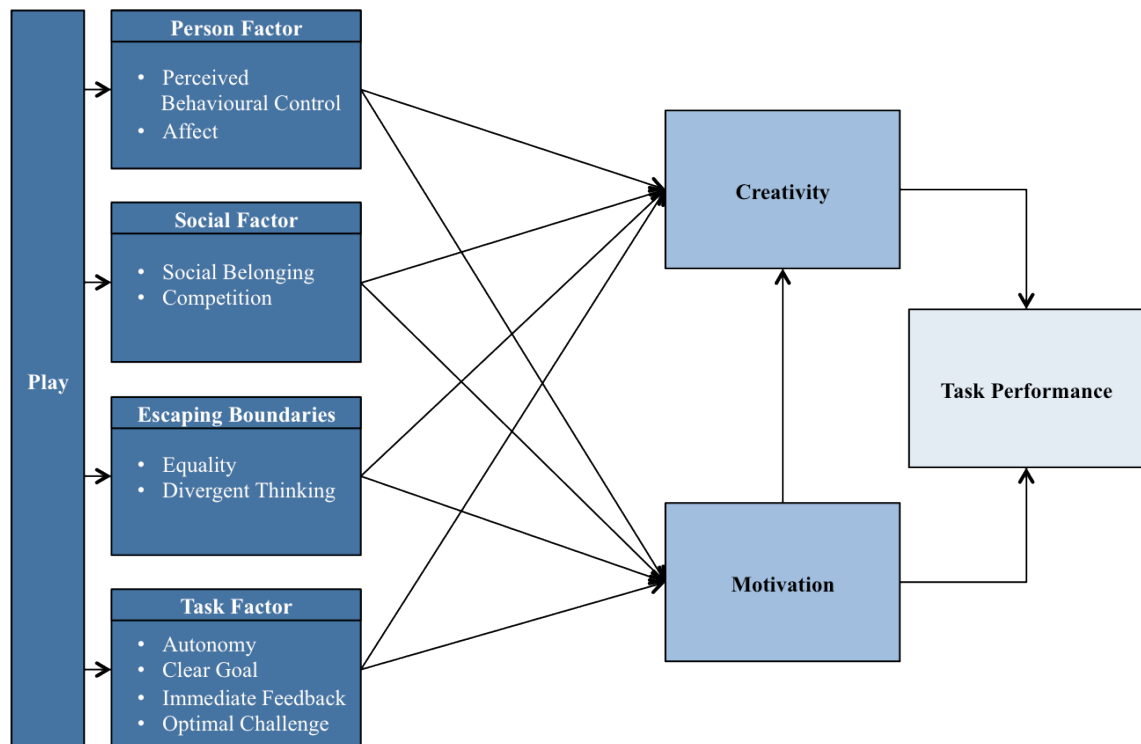 Play
Person Factor
• Perceived
Behavioural Control
• Affect
Social Factor
• Social Belonging
• Competition
Escaping Boundaries
• Equality
• Divergent Thinking
Task Factor
• Autonomy
• Clear Goal
• Immediate Feedback
• Optimal Challenge
Creativity
Motivation
Task Performance